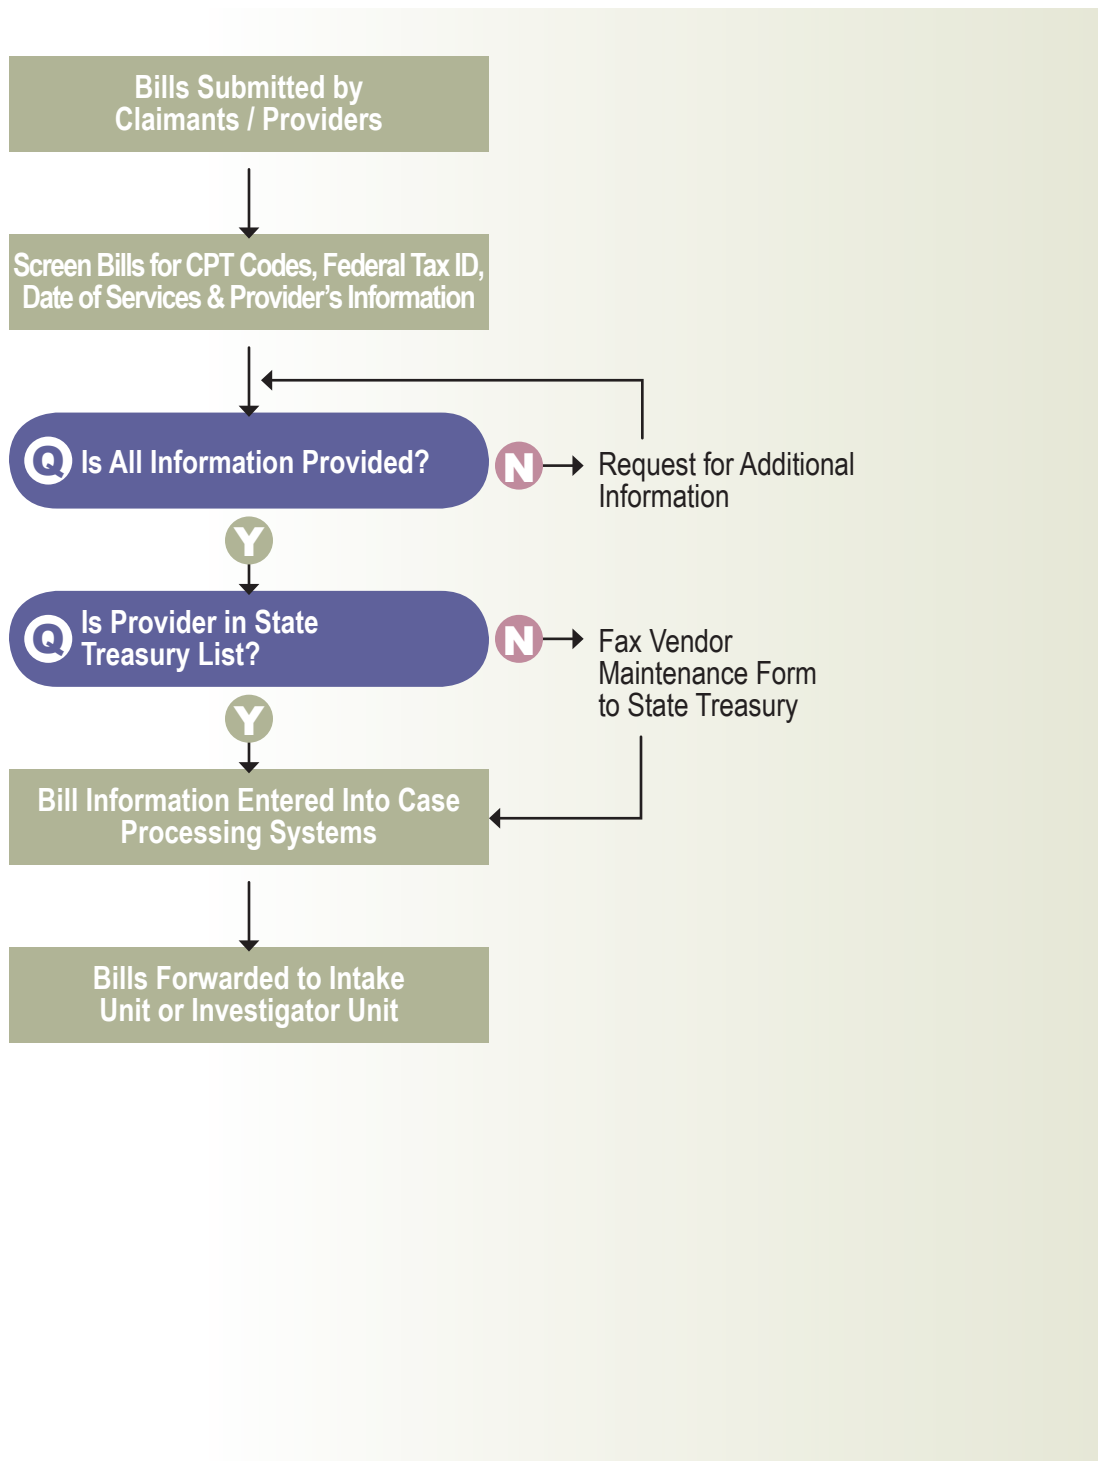 Bills Submitted by
Claimants / Providers
Screen Bills for CPT Codes, Federal Tax ID,
Date of Services & Provider's Information
Q Is All Information Provided?
N
Request for Additional
Information
Y
Q Is Provider in State
Treasury List?
N
Fax Vendor
Maintenance Form
to State Treasury
Y
Bill Information Entered Into Case
Processing Systems
Bills Forwarded to Intake
Unit or Investigator Unit